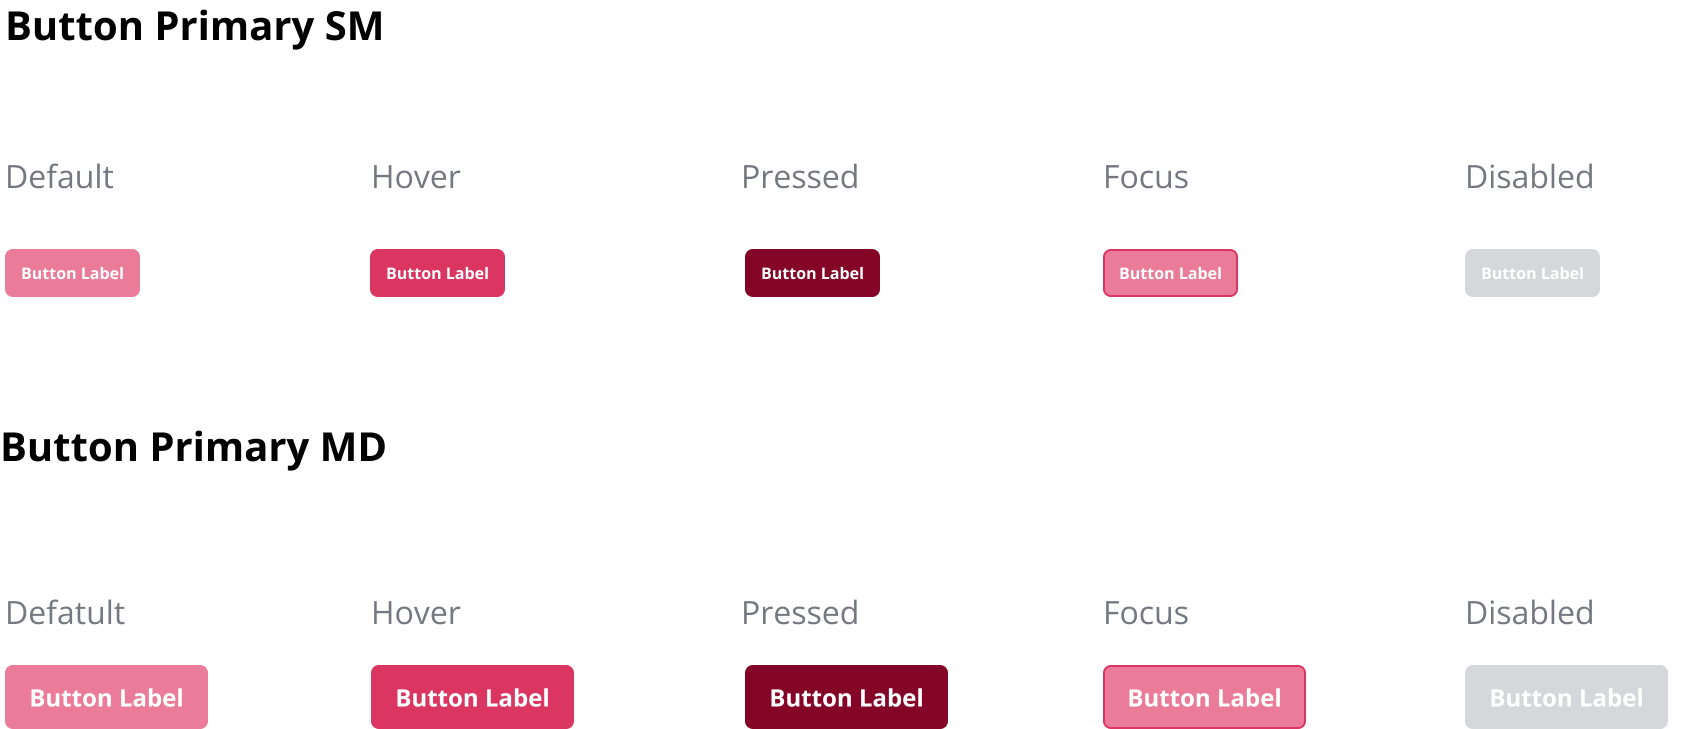 Button Primary SM
Default Hover Pressed Focus Disabled
Button Label Button Label Button Label Button Label Button Label
Button Primary MD
Defatult Hover Pressed Focus Disabled
Button Label Button Label Button Label Button Label Button Label